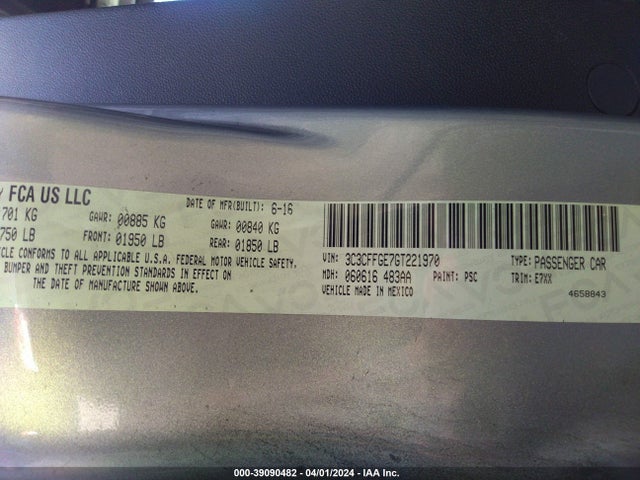 FCA US LLC
DATE OF MFR(BUILT): 6-16
701 KG GAWR: 00885 KG GAWR: 00840 KG
750 LB FRONT: 01950 LB REAR: 01850 LB
VEHICLE CONFORMS TO ALL APPLICABLE U.S.A. FEDERAL MOTOR VEHICLE SAFETY,
BUMPER AND THEFT PREVENTION STANDARDS IN EFFECT ON
THE DATE OF MANUFACTURE SHOWN ABOVE.
VIN: 3C3CFFGE7GT221970 TYPE: PASSENGER CAR
MDH: 060616 483AA PAINT: PSC TRIM: E7XX
VEHICLE MADE IN MEXICO
4658843
000-39090482 - 04/01/2024 - IAA Inc.